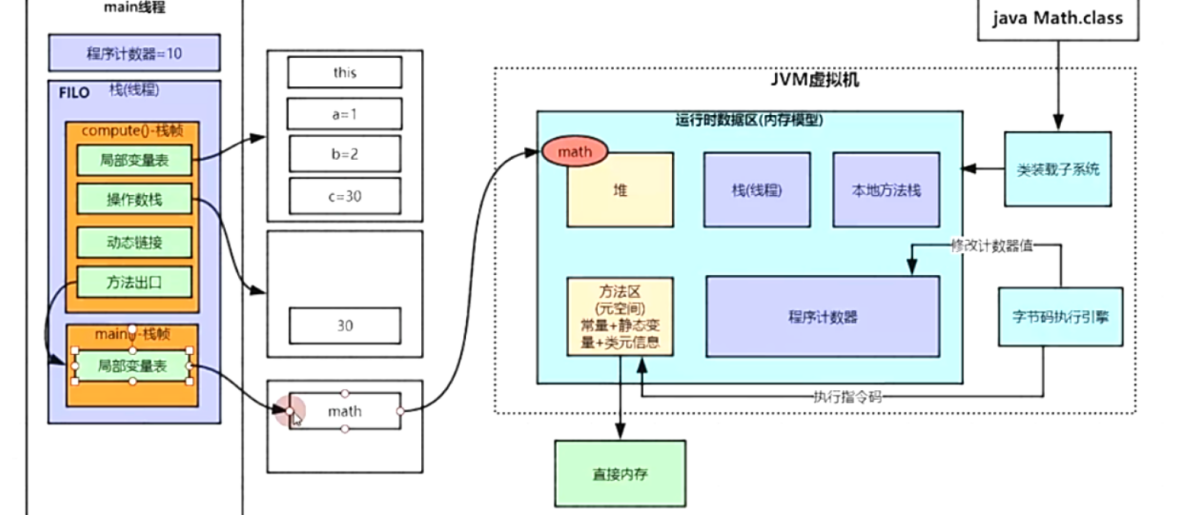 main线程
程序计数器=10
FILO
栈(线程)
compute()-栈帧
局部变量表
操作数栈
动态链接
方法出口
main()-栈帧
局部变量表
this
a=1
b=2
c=30
30
math
java Math.class
JVM虚拟机
运行时数据区(内存模型)
math
堆
栈(线程)
本地方法栈
类装载子系统
修改计数器值
方法区
(元空间)
常量+静态变
量+类元信息
程序计数器
字节码执行引擎
执行指令码
直接内存